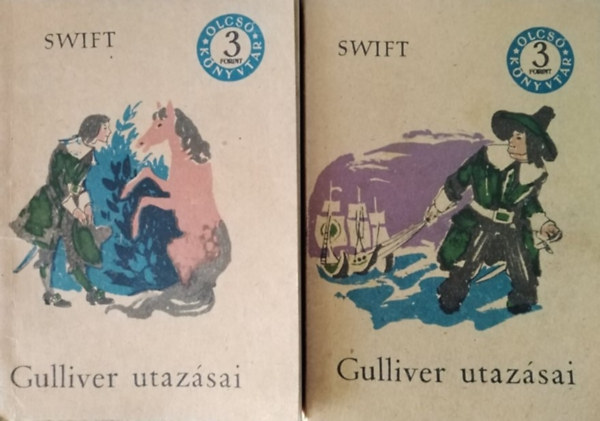 SWIFT
OLCSÓ
3
FORINT
KÖNYVTÁR
Gulliver utazásai
SWIFT
OLCSÓ
3
FORINT
KÖNYVTÁR
Gulliver utazásai